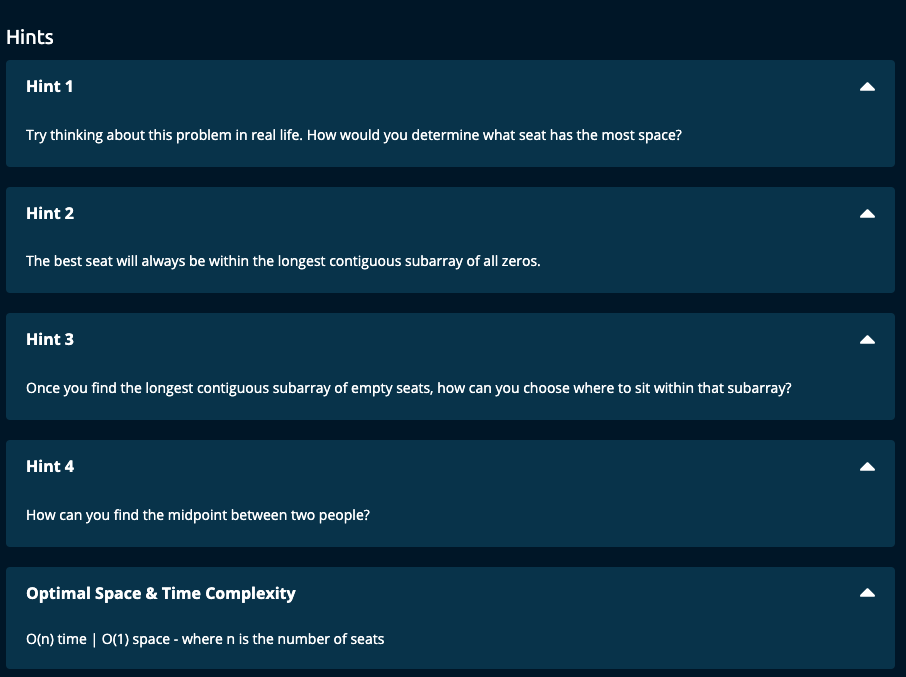 Hints
Hint 1
Try thinking about this problem in real life. How would you determine what seat has the most space?
Hint 2
The best seat will always be within the longest contiguous subarray of all zeros.
Hint 3
Once you find the longest contiguous subarray of empty seats, how can you choose where to sit within that subarray?
Hint 4
How can you find the midpoint between two people?
Optimal Space & Time Complexity
O(n) time | O(1) space - where n is the number of seats